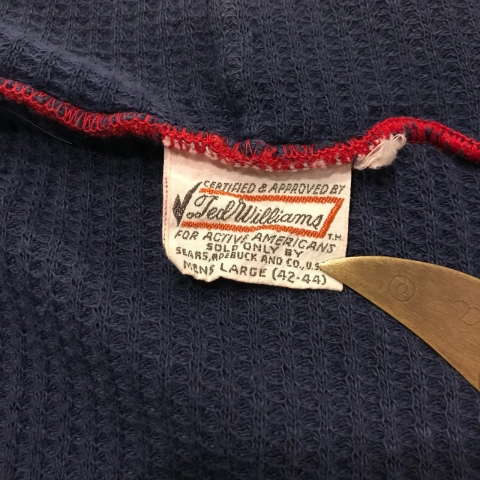 CERTIFIED & APPROVED BY
Ted Williams
T.M.
FOR ACTIVE AMERICANS
SOLD ONLY BY
SEARS, ROEBUCK AND CO., U.S.
MENS LARGE (42-44)